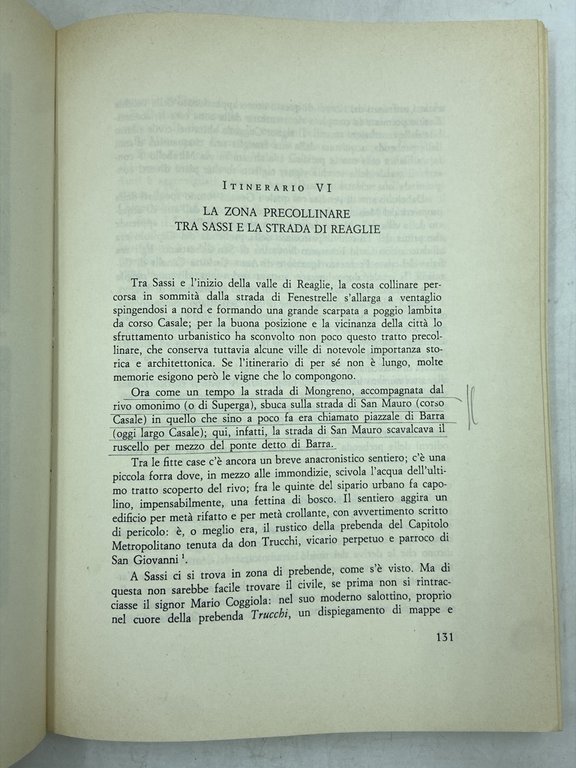 ITINERARIO VI
LA ZONA PRECOLLINARE
TRA SASSI E LA STRADA DI REAGLIE
Tra Sassi e l'inizio della valle di Reaglie, la costa collinare per-
corsa in sommità dalla strada di Fenestrelle s'allarga a ventaglio
spingendosi a nord e formando una grande scarpata a poggio lambita
da corso Casale; per la buona posizione e la vicinanza della città lo
sfruttamento urbanistico ha sconvolto non poco questo tratto precol-
linare, che conserva tuttavia alcune ville di notevole importanza sto-
rica e architettonica. Se l'itinerario di per sé non è lungo, molte
memorie esigono però le vigne che lo compongono.
Ora come un tempo la strada di Mongreno, accompagnata dal
rivo omonimo (o di Superga), sbuca sulla strada di San Mauro (corso
Casale) in quello che sino a poco fa era chiamato piazzale di Barra
(oggi largo Casale); qui, infatti, la strada di San Mauro scavalcava il
ruscello per mezzo del ponte detto di Barra.
Tra le fitte case c'è ancora un breve anacronistico sentiero; c'è una
piccola forra dove, in mezzo alle immondizie, scivola l'acqua dell'ulti-
mo tratto scoperto del rivo; fra le quinte del sipario urbano fa capo-
lino, impensabilmente, una fettina di bosco. Il sentiero aggira un
edificio per metà rifatto e per metà crollante, con avvertimento scritto
di pericolo: è, o meglio era, il rustico della prebenda del Capitolo
Metropolitano tenuta da don Trucchi, vicario perpetuo e parroco di
San Giovanni ¹.
A Sassi ci si trova in zona di prebende, come s'è visto. Ma di
questa non sarebbe facile trovare il civile, se prima non si rintrac-
ciasse il signor Mario Coggiola: nel suo moderno salottino, proprio
nel cuore della prebenda Trucchi, un dispiegamento di mappe e
131